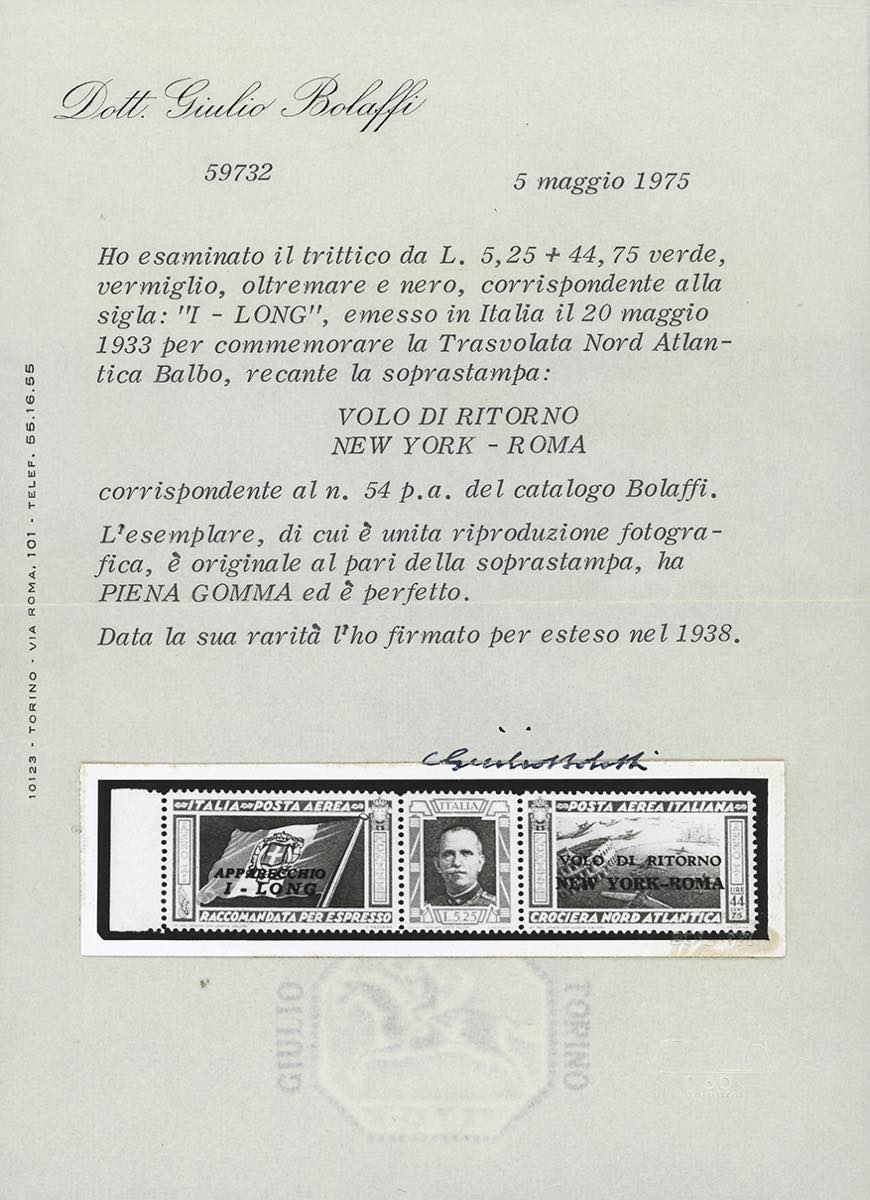 Dott. Giulio Bolaffi
59732
5 maggio 1975
Ho esaminato il trittico da L. 5,25 + 44,75 verde,
vermiglio, oltremare e nero, corrispondente alla
sigla: "I - LONG", emesso in Italia il 20 maggio
1933 per commemorare la Trasvolata Nord Atlan-
tica Balbo, recante la soprastampa:
VOLO DI RITORNO
NEW YORK - ROMA
corrispondente al n. 54 p.a. del catalogo Bolaffi.
L'esemplare, di cui è unita riproduzione fotogra-
fica, è originale al pari della soprastampa, ha
PIENA GOMMA ed è perfetto.
Data la sua rarità l'ho firmato per esteso nel 1938.
10123 - TORINO - VIA ROMA, 101 - TELEF. 55.16.55
Giulio Bolaffi
ITALIA POSTA AEREA
APPARECCHIO
I - LONG
RACCOMANDATA PER ESPRESSO
ITALIA
L.5.25
POSTA AEREA ITALIANA
VOLO DI RITORNO
NEW YORK-ROMA
LIRE
44
CENT
75
CROCIERA NORD ATLANTICA
GIULIO
TORINO